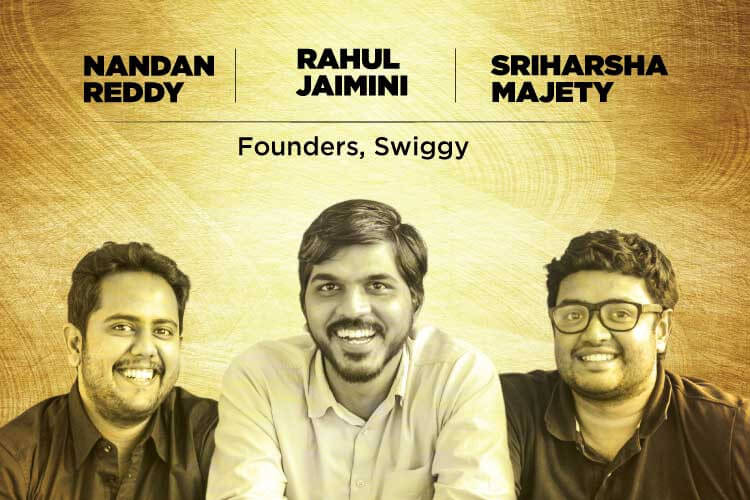 NANDAN
REDDY
RAHUL
JAIMINI
SRIHARSHA
MAJETY
Founders, Swiggy